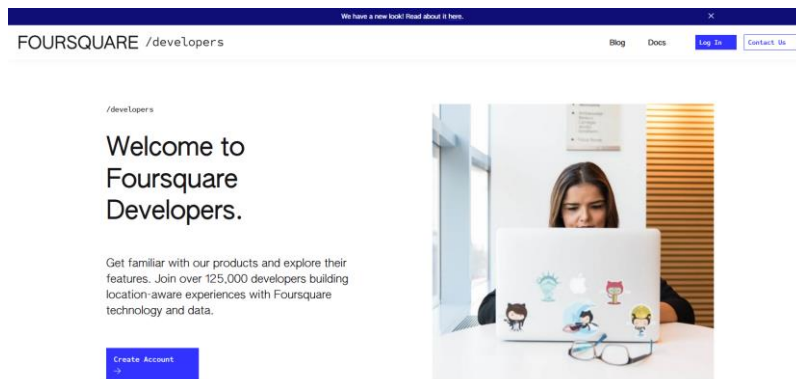 We have a new look! Read about it here. ×
FOURSQUARE /developers
Blog Docs Log In Contact Us
/developers
Welcome to
Foursquare
Developers.
Get familiar with our products and explore their
features. Join over 125,000 developers building
location-aware experiences with Foursquare
technology and data.
Create Account
→